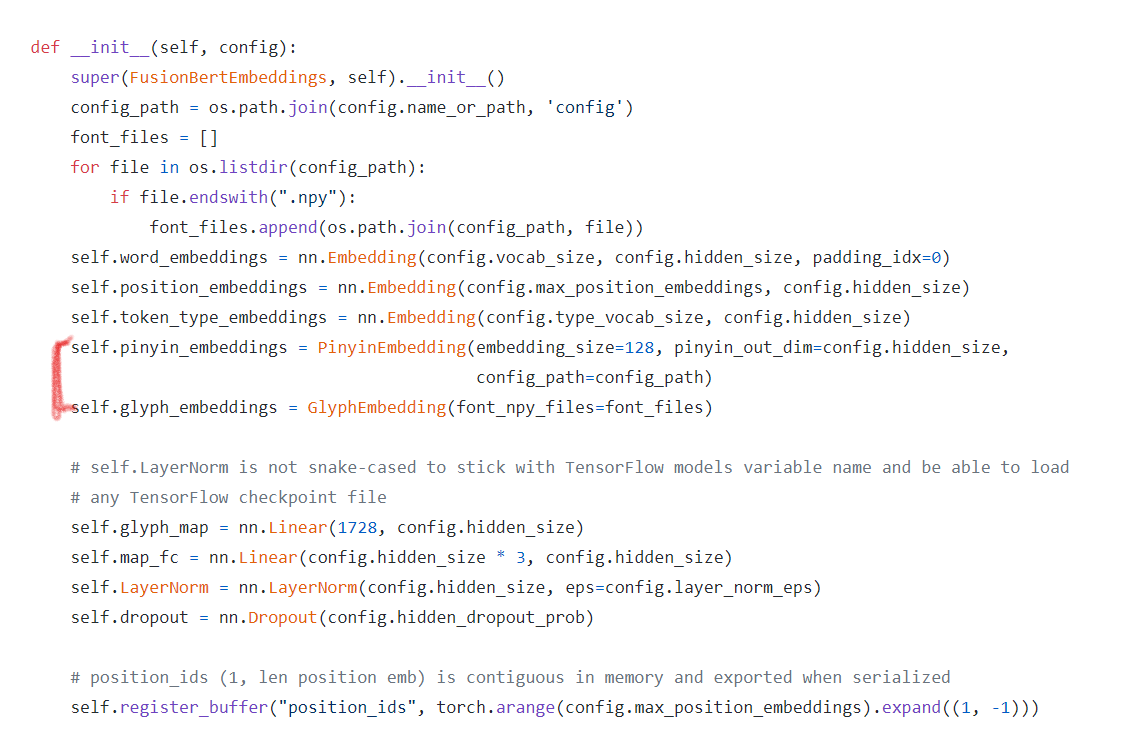 def __init__(self, config):
    super(FusionBertEmbeddings, self).__init__()
    config_path = os.path.join(config.name_or_path, 'config')
    font_files = []
    for file in os.listdir(config_path):
        if file.endswith(".npy"):
            font_files.append(os.path.join(config_path, file))
    self.word_embeddings = nn.Embedding(config.vocab_size, config.hidden_size, padding_idx=0)
    self.position_embeddings = nn.Embedding(config.max_position_embeddings, config.hidden_size)
    self.token_type_embeddings = nn.Embedding(config.type_vocab_size, config.hidden_size)
    self.pinyin_embeddings = PinyinEmbedding(embedding_size=128, pinyin_out_dim=config.hidden_size,
                                             config_path=config_path)
    self.glyph_embeddings = GlyphEmbedding(font_npy_files=font_files)

    # self.LayerNorm is not snake-cased to stick with TensorFlow models variable name and be able to load
    # any TensorFlow checkpoint file
    self.glyph_map = nn.Linear(1728, config.hidden_size)
    self.map_fc = nn.Linear(config.hidden_size * 3, config.hidden_size)
    self.LayerNorm = nn.LayerNorm(config.hidden_size, eps=config.layer_norm_eps)
    self.dropout = nn.Dropout(config.hidden_dropout_prob)

    # position_ids (1, len position emb) is contiguous in memory and exported when serialized
    self.register_buffer("position_ids", torch.arange(config.max_position_embeddings).expand((1, -1)))